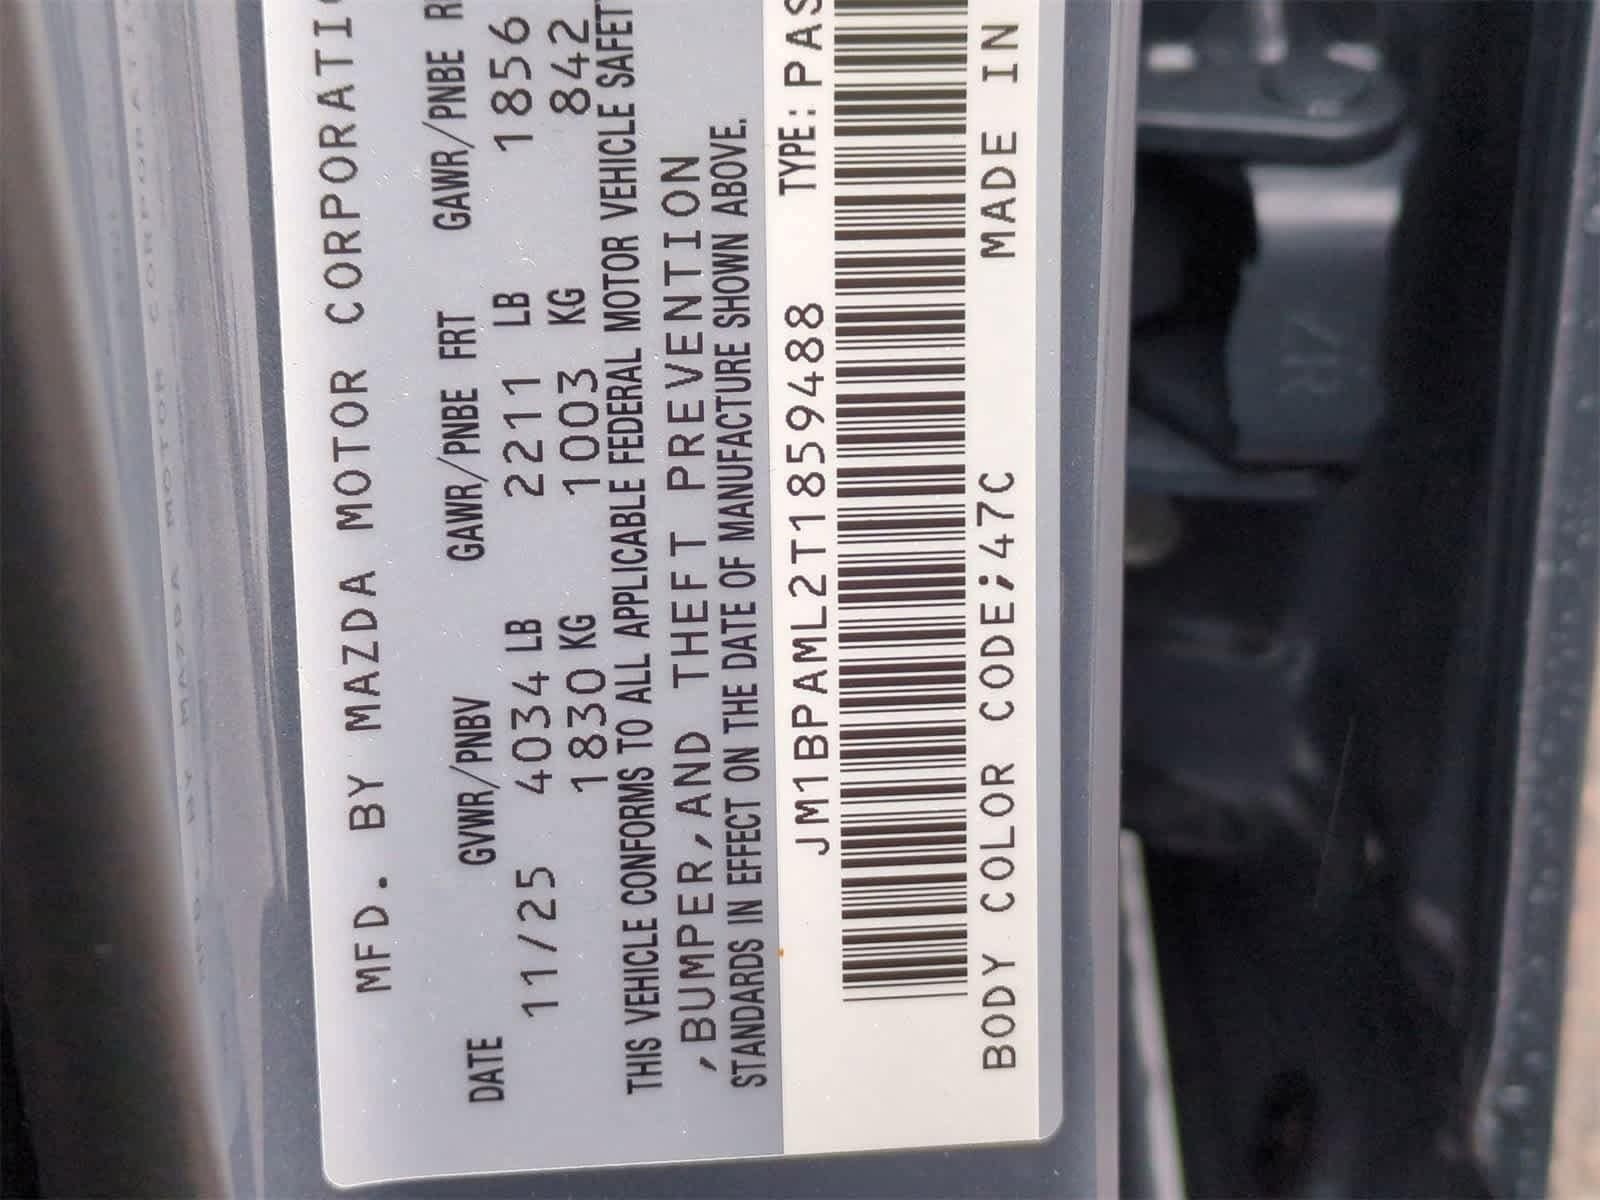 MFD. BY MAZDA MOTOR CORPORATI
DATE GVWR/PNBV GAWR/PNBE FRT GAWR/PNBE R
11/25 4034 LB 2211 LB 1856
1830 KG 1003 KG 842
THIS VEHICLE CONFORMS TO ALL APPLICABLE FEDERAL MOTOR VEHICLE SAFET
,BUMPER,AND THEFT PREVENTION
STANDARDS IN EFFECT ON THE DATE OF MANUFACTURE SHOWN ABOVE.
JM1BPAML2T1859488 TYPE: PAS
BODY COLOR CODE;47C MADE IN